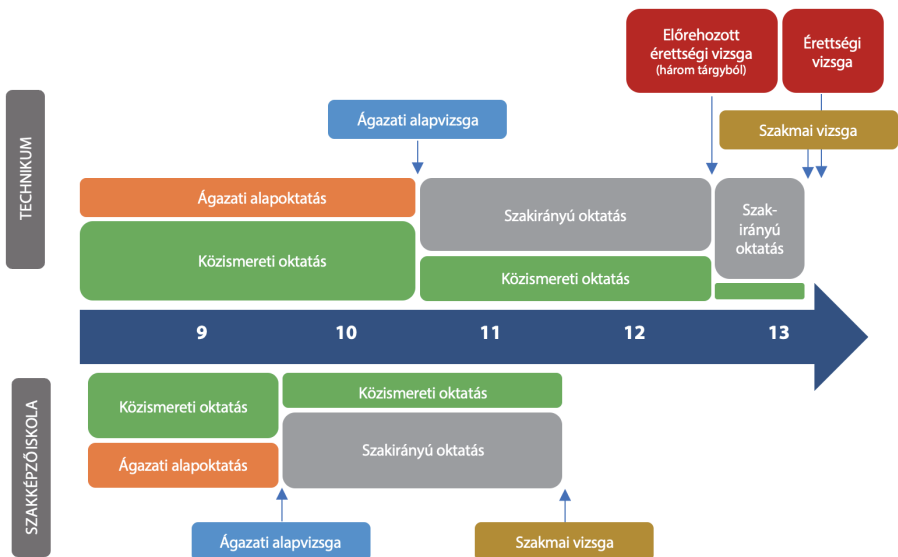 Előrehozott
érettségi vizsga
(három tárgyból)
Érettségi
vizsga
TECHNIKUM
Ágazati alapvizsga
Szakmai vizsga
Ágazati alapoktatás
Szakirányú oktatás
Szak-
irányú
oktatás
Közismereti oktatás
Közismereti oktatás
9 10 11 12 13
SZAKKÉPZŐISKOLA
Közismereti oktatás
Közismereti oktatás
Ágazati alapoktatás
Szakirányú oktatás
Ágazati alapvizsga
Szakmai vizsga